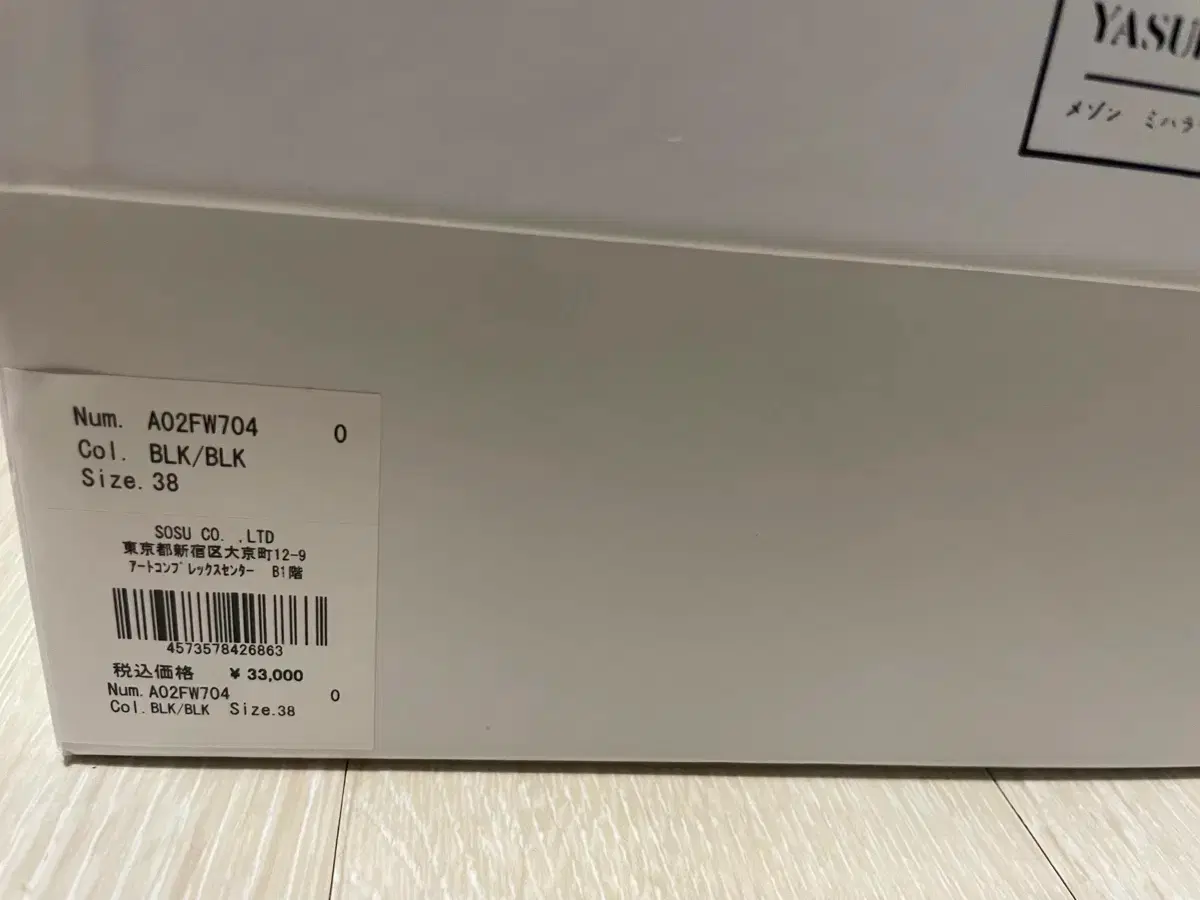 YASU
メゾン ミハラ
Num. A02FW704 0
Col. BLK/BLK
Size. 38
SOSU CO. ,LTD
東京都新宿区大京町12-9
ｱｰﾄｺﾝﾌﾟﾚｯｸｽｾﾝﾀｰ B1階
4573578426863
税込価格 ¥ 33,000
Num. A02FW704 0
Col. BLK/BLK Size.38